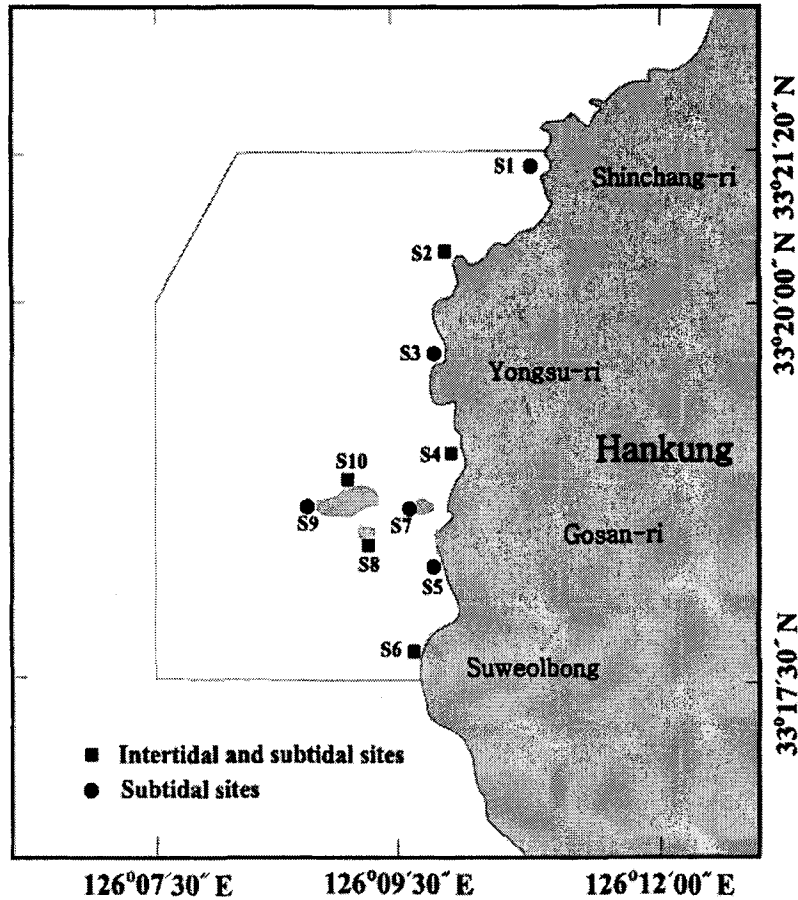 S1
Shinchang-ri
33°21′20″ N
S2
33°20′00″ N
S3
Yongsu-ri
S4
Hankung
S10
S9
S7
Gosan-ri
S8
S5
S6
Suweolbong
33°17′30″ N
Intertidal and subtidal sites
Subtidal sites
126°07′30″ E
126°09′30″ E
126°12′00″ E